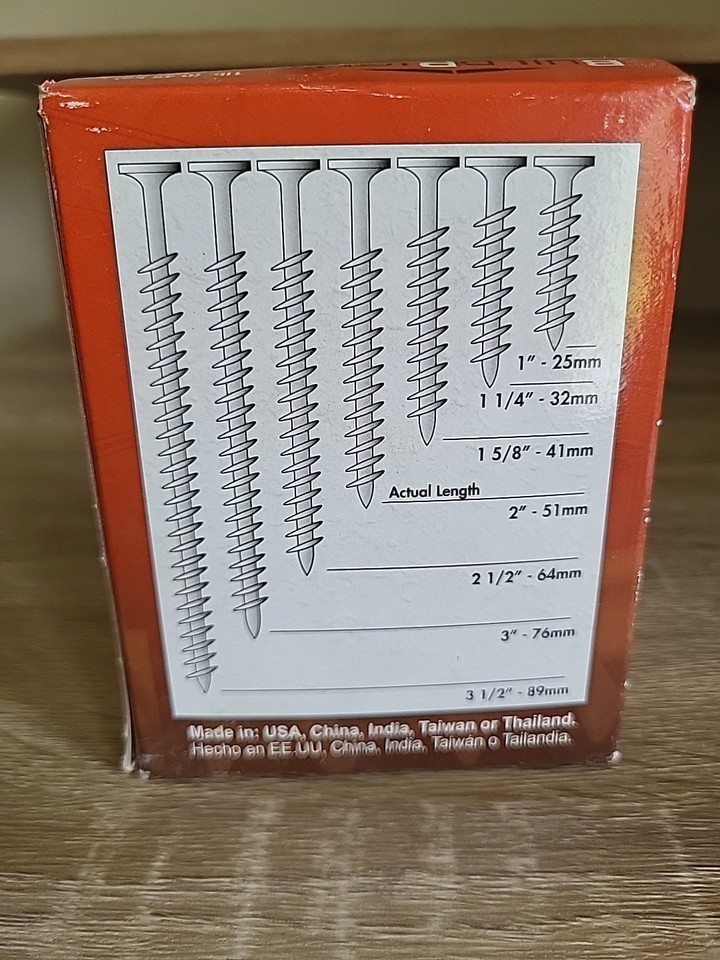 1" - 25mm
1 1/4" - 32mm
1 5/8" - 41mm
Actual Length
2" - 51mm
2 1/2" - 64mm
3" - 76mm
3 1/2" - 89mm
Made in: USA, China, India, Taiwan or Thailand.
Hecho en EE.UU, China, India, Taiwán o Tailandia.